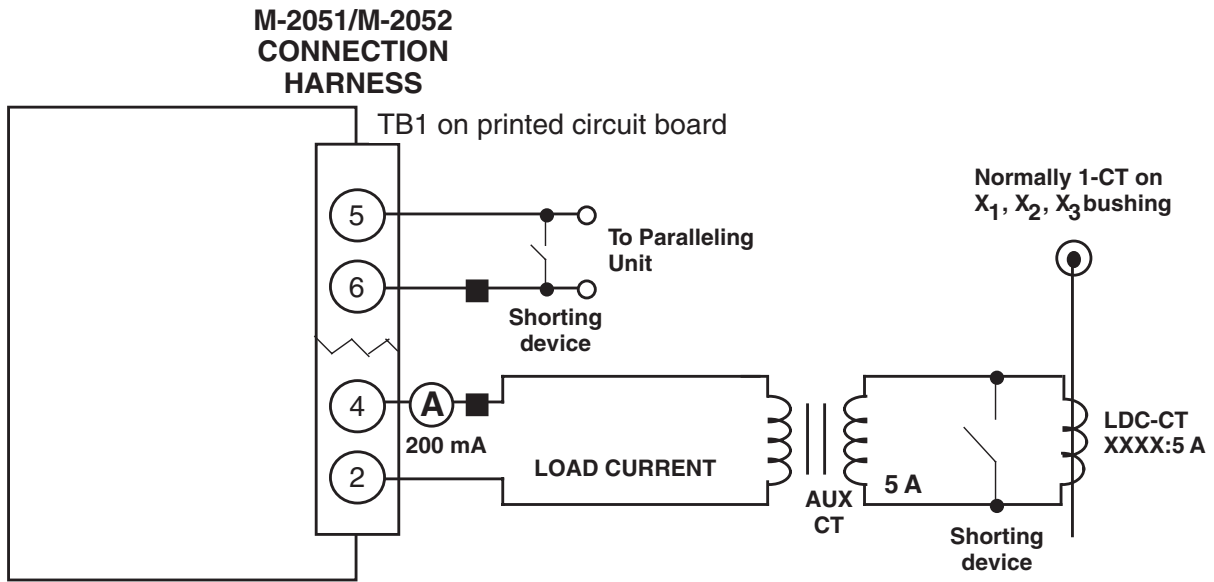 M-2051/M-2052
CONNECTION
HARNESS
TB1 on printed circuit board
Normally 1-CT on
X1, X2, X3 bushing
5
To Paralleling
Unit
6
Shorting
device
4
A
200 mA
LDC-CT
XXXX:5 A
LOAD CURRENT
2
5 A
AUX
CT
Shorting
device